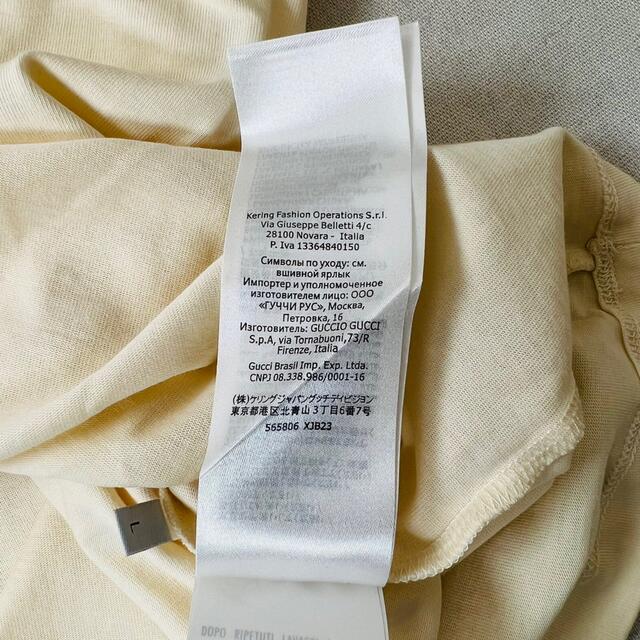 Kering Fashion Operations S.r.l.
Via Giuseppe Belletti 4/c
28100 Novara - Italia
P. Iva 13364840150
Символы по уходу: см.
вшивной ярлык
Импортер и уполномоченное
изготовителем лицо: ООО
«ГУЧЧИ РУС», Москва,
Петровка, 16
Изготовитель: GUCCIO GUCCI
S.p.A, via Tornabuoni,73/R
Firenze, Italia
Gucci Brasil Imp. Exp. Ltda.
CNPJ 08.338.986/0001-16
(株)ケリングジャパングッチディビジョン
東京都港区北青山3丁目6番7号
565806 XJB23
L
DOPO RIPETUTI